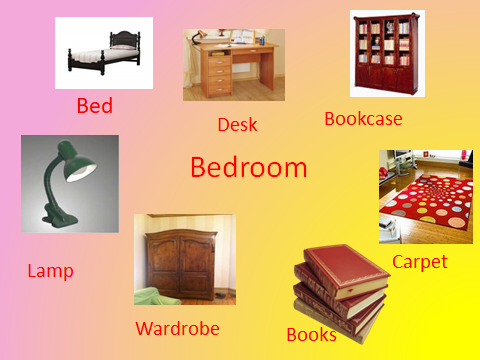 Bed
Desk
Bookcase
Bedroom
Lamp
Carpet
Wardrobe
Books